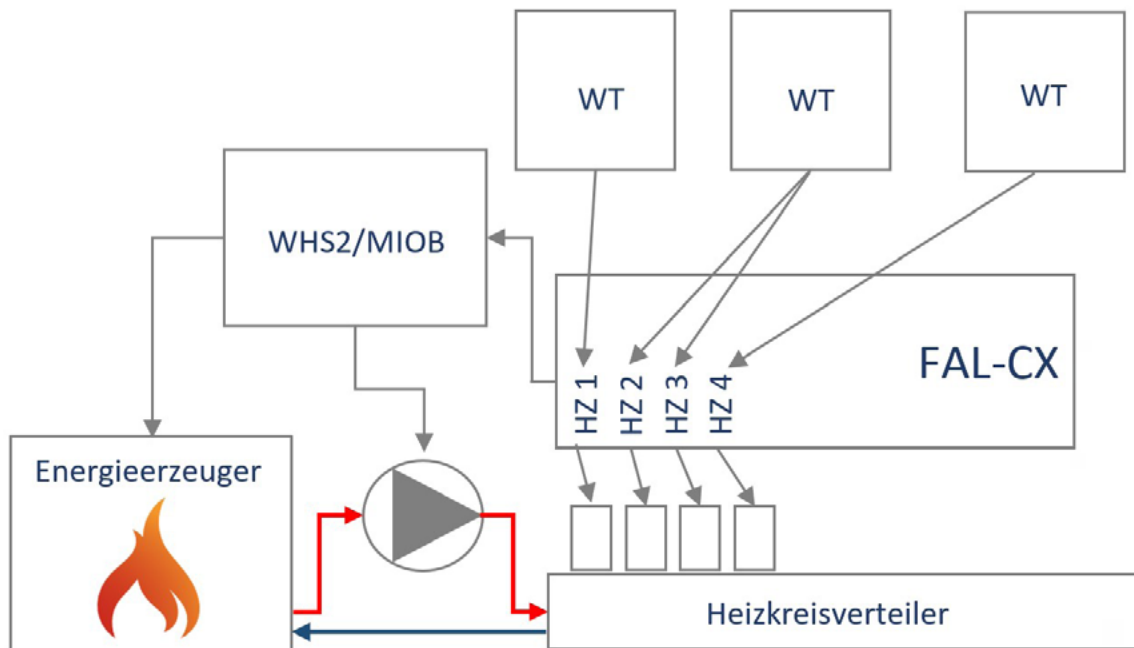 WT
WT
WT
WHS2/MIOB
FAL-CX
HZ 1
HZ 2
HZ 3
HZ 4
Energieerzeuger
Heizkreisverteiler